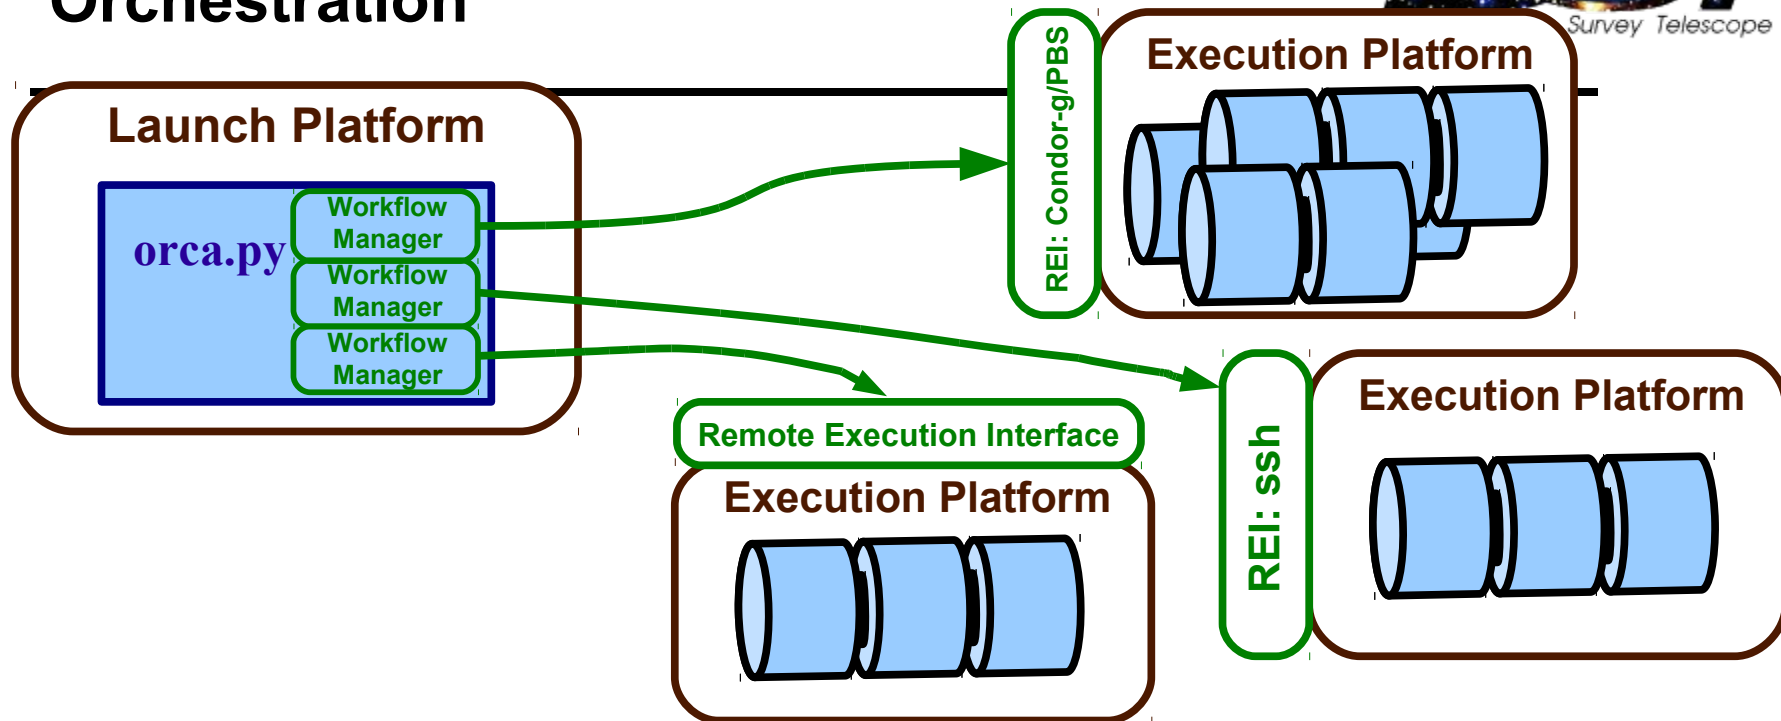 Orchestration
Survey Telescope
Launch Platform
orca.py
Workflow
Manager
Workflow
Manager
Workflow
Manager
REI: Condor-g/PBS
Execution Platform
Remote Execution Interface
Execution Platform
REI: ssh
Execution Platform